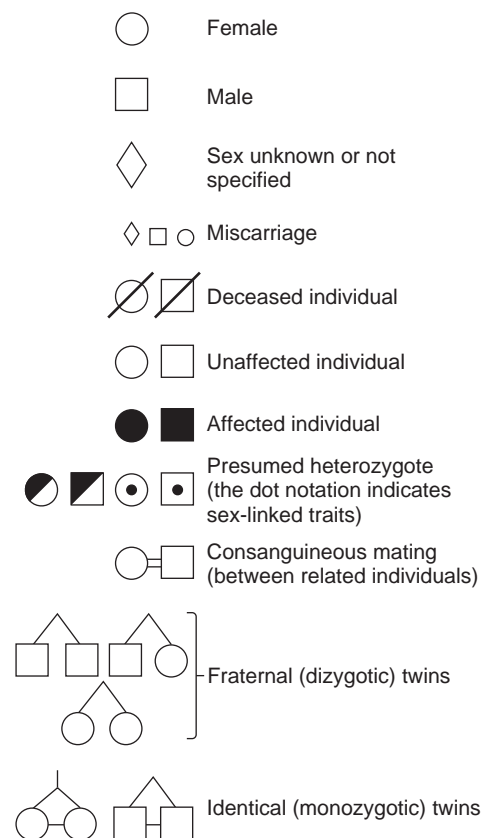 Female
Male
Sex unknown or not
specified
Miscarriage
Deceased individual
Unaffected individual
Affected individual
Presumed heterozygote
(the dot notation indicates
sex-linked traits)
Consanguineous mating
(between related individuals)
Fraternal (dizygotic) twins
Identical (monozygotic) twins